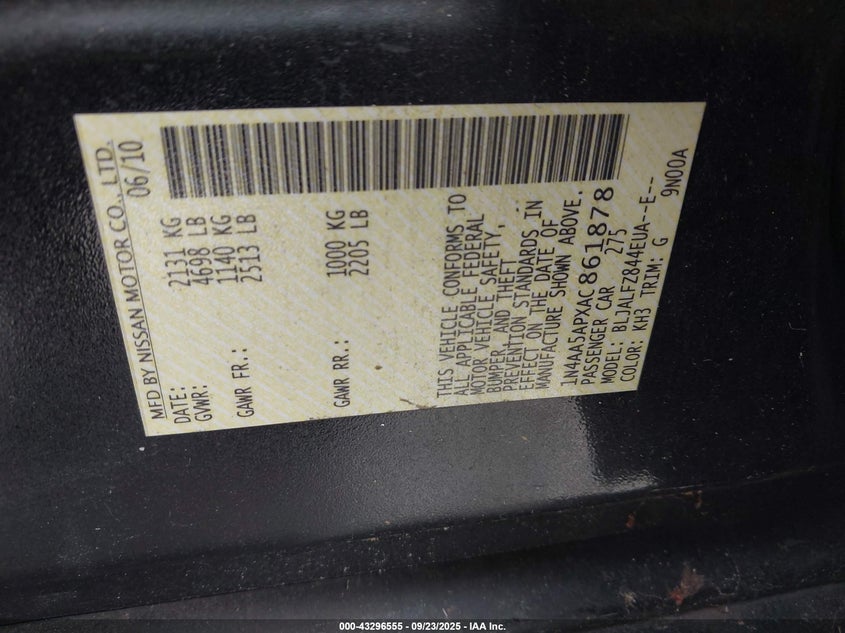 MFD BY NISSAN MOTOR CO., LTD.
DATE: 06/10
GVWR: 2131 KG
4698 LB
GAWR FR.: 1140 KG
2513 LB
GAWR RR.: 1000 KG
2205 LB
THIS VEHICLE CONFORMS TO
ALL APPLICABLE FEDERAL
MOTOR VEHICLE SAFETY,
BUMPER, AND THEFT
PREVENTION STANDARDS IN
EFFECT ON THE DATE OF
MANUFACTURE SHOWN ABOVE.
1N4AA5APXAC861878
PASSENGER CAR 275
MODEL: BLJALFZ844EUA--E--
COLOR: KH3 TRIM: G 9N00A
000-43296555 - 09/23/2025 - IAA Inc.